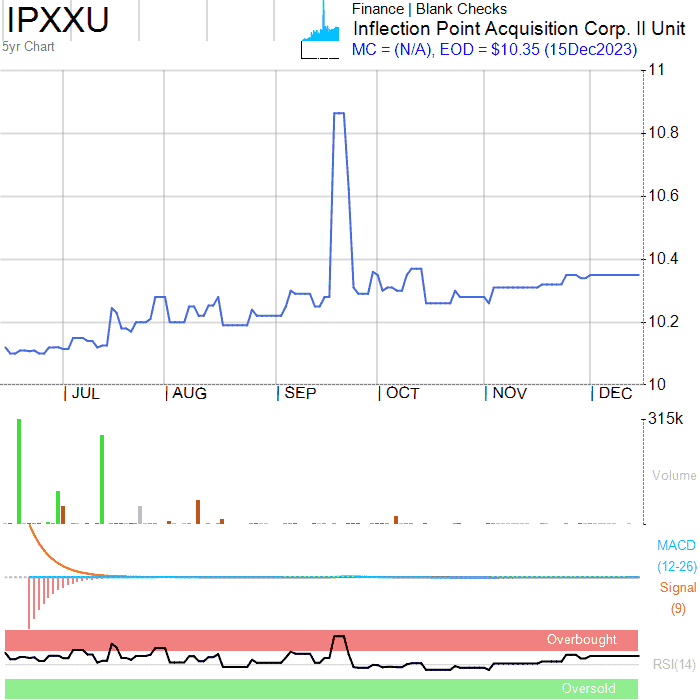 IPXXU
5yr Chart
Finance | Blank Checks
Inflection Point Acquisition Corp. II Unit
MC = (N/A), EOD = $10.35 (15Dec2023)
11
10.8
10.6
10.4
10.2
10
JUL
AUG
SEP
OCT
NOV
DEC
315k
Volume
MACD
(12-26)
Signal
(9)
Overbought
RSI(14)
Oversold